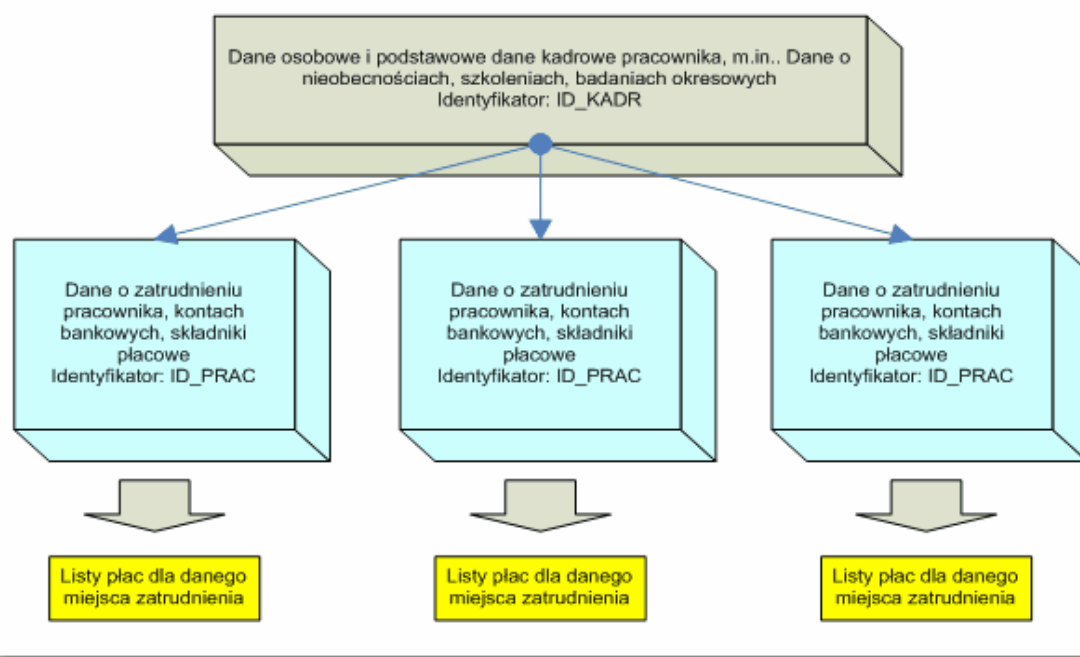 Dane osobowe i podstawowe dane kadrowe pracownika, m.in.. Dane o
nieobecnościach, szkoleniach, badaniach okresowych
Identyfikator: ID_KADR
Dane o zatrudnieniu
pracownika, kontach
bankowych, składniki
płacowe
Identyfikator: ID_PRAC
Dane o zatrudnieniu
pracownika, kontach
bankowych, składniki
płacowe
Identyfikator: ID_PRAC
Dane o zatrudnieniu
pracownika, kontach
bankowych, składniki
płacowe
Identyfikator: ID_PRAC
Listy płac dla danego
miejsca zatrudnienia
Listy płac dla danego
miejsca zatrudnienia
Listy płac dla danego
miejsca zatrudnienia